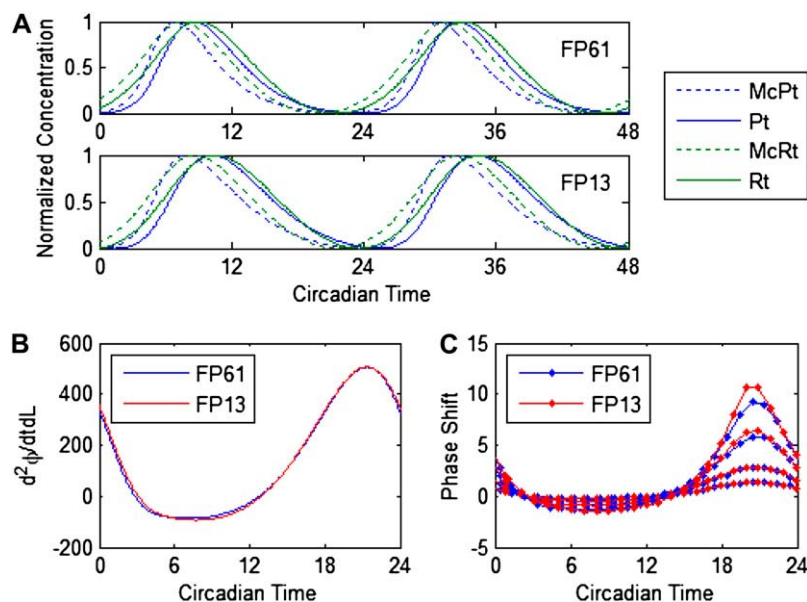 A
Normalized Concentration
1
0.5
0
FP61
0 12 24 36 48
1
0.5
0
FP13
0 12 24 36 48
Circadian Time
McPt
Pt
McRt
Rt
B
d²ϕ/dtdL
600
400
200
0
-200
FP61
FP13
0 6 12 18 24
Circadian Time
C
Phase Shift
15
10
5
0
-5
FP61
FP13
0 6 12 18 24
Circadian Time